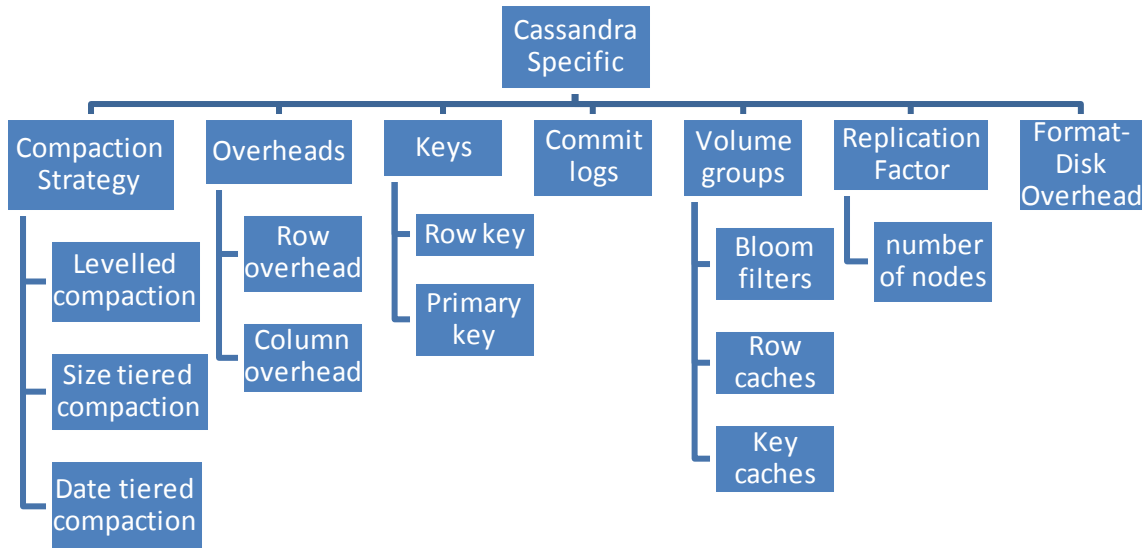 Cassandra
Specific
Compaction
Strategy
Levelled
compaction
Size tiered
compaction
Date tiered
compaction
Overheads
Row
overhead
Column
overhead
Keys
Row key
Primary
key
Commit
logs
Volume
groups
Bloom
filters
Row
caches
Key
caches
Replication
Factor
number
of nodes
Format-
Disk
Overhead